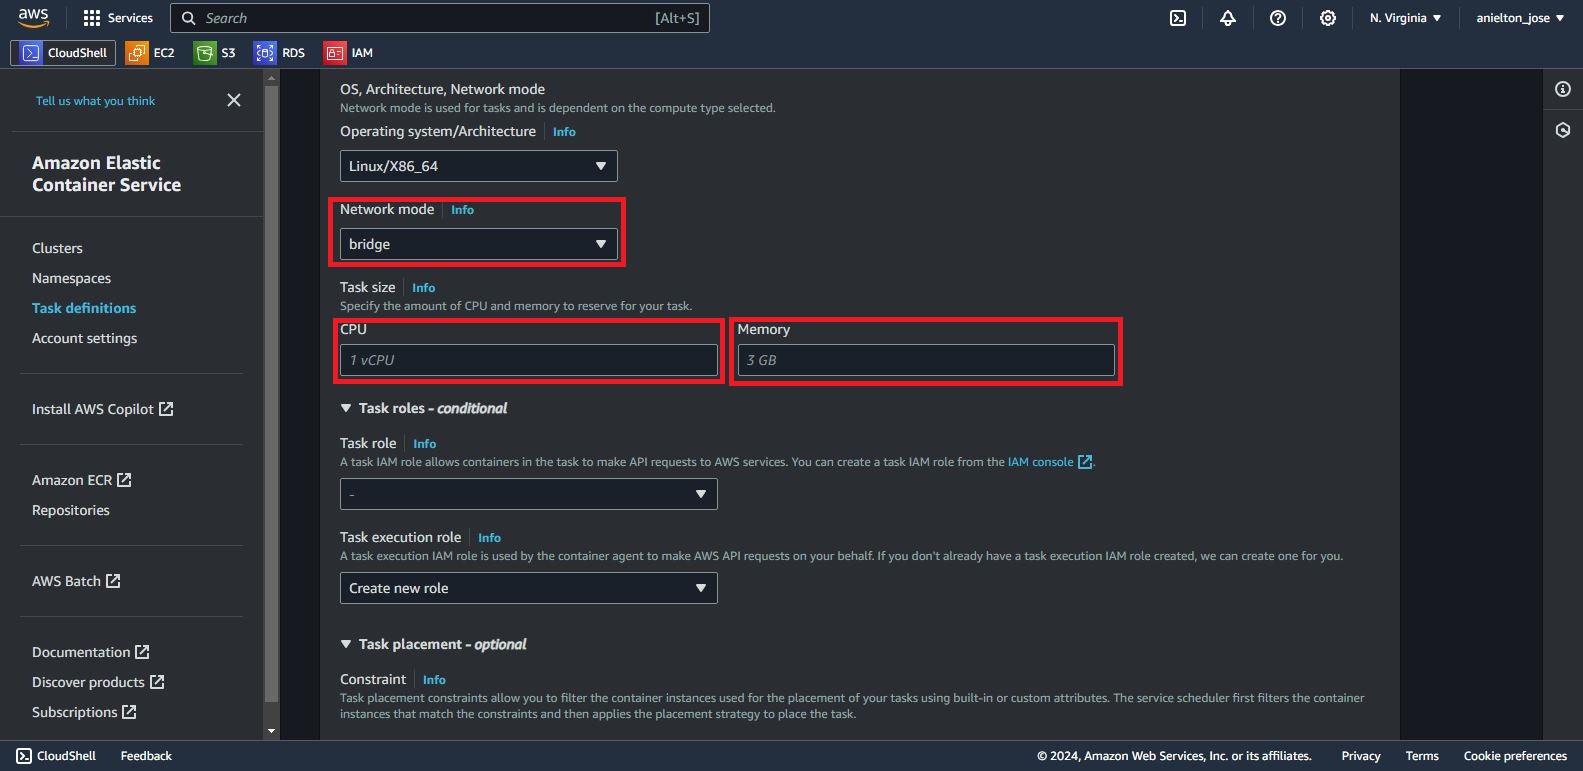 aws
Services
Search
[Alt+S]
N. Virginia
anielton_jose
CloudShell
EC2
S3
RDS
IAM
Tell us what you think
Amazon Elastic
Container Service
Clusters
Namespaces
Task definitions
Account settings
Install AWS Copilot
Amazon ECR
Repositories
AWS Batch
Documentation
Discover products
Subscriptions
OS, Architecture, Network mode
Network mode is used for tasks and is dependent on the compute type selected.
Operating system/Architecture Info
Linux/X86_64
Network mode Info
bridge
Task size Info
Specify the amount of CPU and memory to reserve for your task.
CPU
1 vCPU
Memory
3 GB
Task roles - conditional
Task role Info
A task IAM role allows containers in the task to make API requests to AWS services. You can create a task IAM role from the IAM console.
-
Task execution role Info
A task execution IAM role is used by the container agent to make AWS API requests on your behalf. If you don't already have a task execution IAM role created, we can create one for you.
Create new role
Task placement - optional
Constraint Info
Task placement constraints allow you to filter the container instances used for the placement of your tasks using built-in or custom attributes. The service scheduler first filters the container
instances that match the constraints and then applies the placement strategy to place the task.
CloudShell
Feedback
© 2024, Amazon Web Services, Inc. or its affiliates.
Privacy
Terms
Cookie preferences